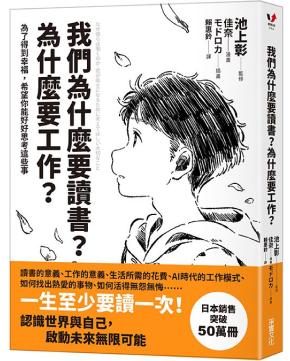 池上彰 監修
佳奈 漫畫
モドロカ 插畫
賴惠鈴 譯
我們為什麼要讀書？
為什麼要工作？
為了得到幸福，希望你能好好思考這些事
讀書的意義、工作的意義、生活所需的花費、AI時代的工作模式、
如何找出熱愛的事物、如何活得無怨無悔……
一生至少要讀一次！
認識世界與自己，
啟動未來無限可能
日本銷售
突破
50萬冊
我們為什麼要讀書？為什麼要工作？
池上彰
佳奈
モドロカ
賴惠鈴
采實文化